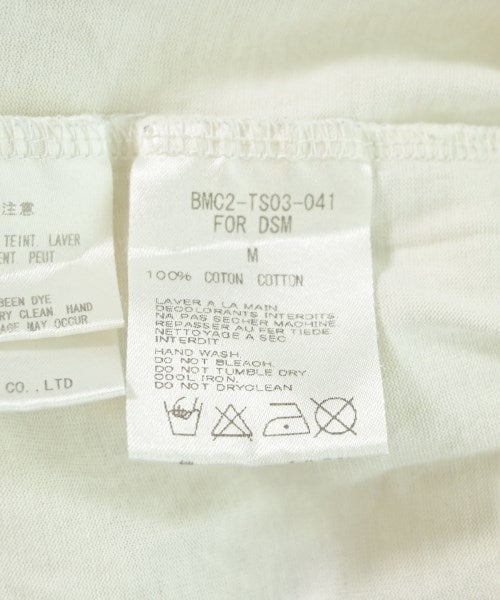 注意
TEINT. LAVER
ENT PEUT
BEEN DYE
RY CLEAN. HAND
AGE MAY OCCUR
CO.,LTD
BMC2-TS03-041
FOR DSM
M
100% COTON COTTON
LAVER A LA MAIN
DECOLORANTS INTERDITS
NA PAS SECHER MACHINE
REPASSER AU FER TIEDE
NETTOYAGE A SEC
INTERDIT
HAND WASH.
DO NOT BLEACH.
DO NOT TUMBLE DRY
COOL IRON.
DO NOT DRYCLEAN